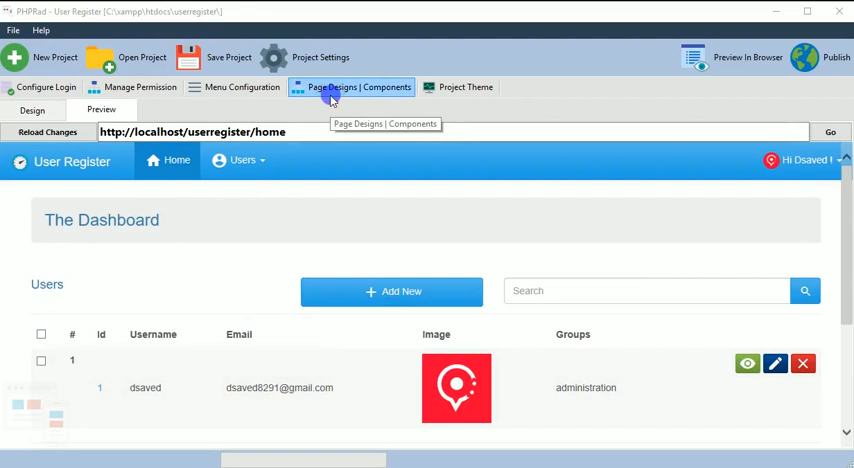 PHPRad - User Register [C:\xampp\htdocs\userregister\]
File Help
New Project Open Project Save Project Project Settings Preview In Browser Publish
Configure Login Manage Permission Menu Configuration Page Designs | Components Project Theme
Design Preview
Page Designs | Components
Reload Changes http://localhost/userregister/home Go
User Register Home Users Hi Dsaved !
The Dashboard
Users + Add New Search
# Id Username Email Image Groups
1
1 dsaved dsaved8291@gmail.com administration